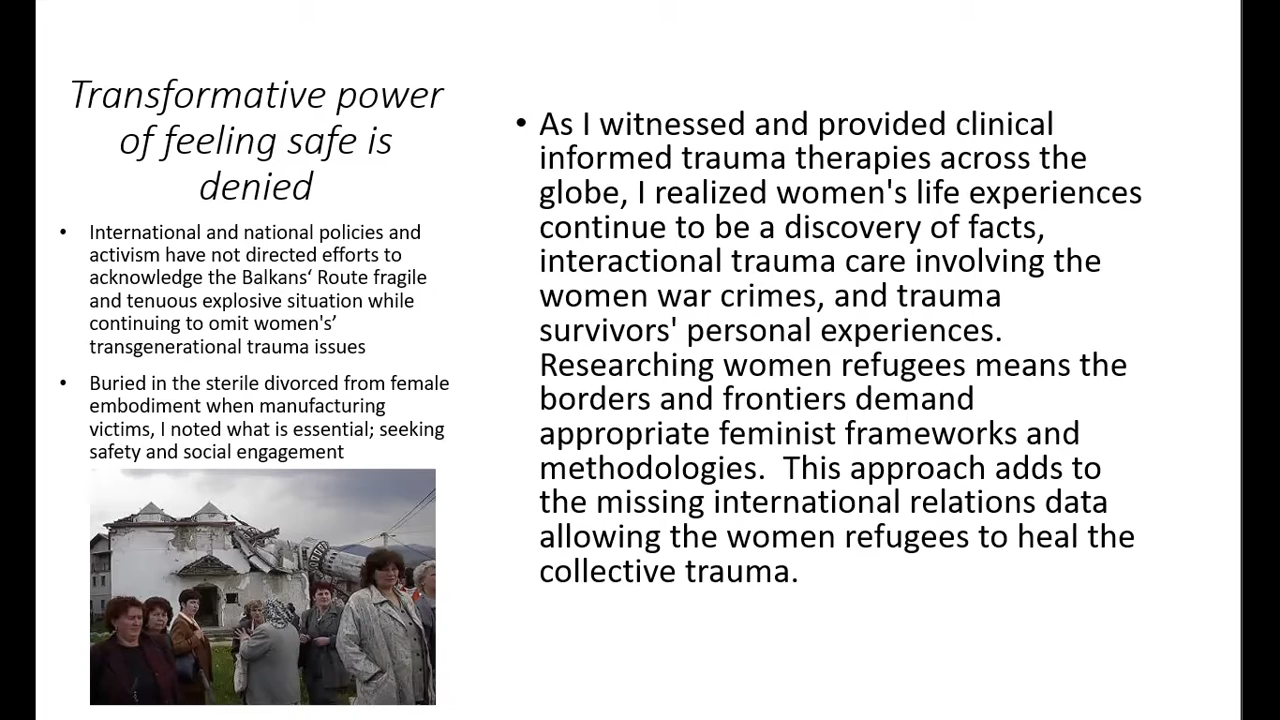 Transformative power
of feeling safe is
denied
• International and national policies and
activism have not directed efforts to
acknowledge the Balkans‘ Route fragile
and tenuous explosive situation while
continuing to omit women's’
transgenerational trauma issues
• Buried in the sterile divorced from female
embodiment when manufacturing
victims, I noted what is essential; seeking
safety and social engagement
• As I witnessed and provided clinical
informed trauma therapies across the
globe, I realized women's life experiences
continue to be a discovery of facts,
interactional trauma care involving the
women war crimes, and trauma
survivors' personal experiences.
Researching women refugees means the
borders and frontiers demand
appropriate feminist frameworks and
methodologies.  This approach adds to
the missing international relations data
allowing the women refugees to heal the
collective trauma.